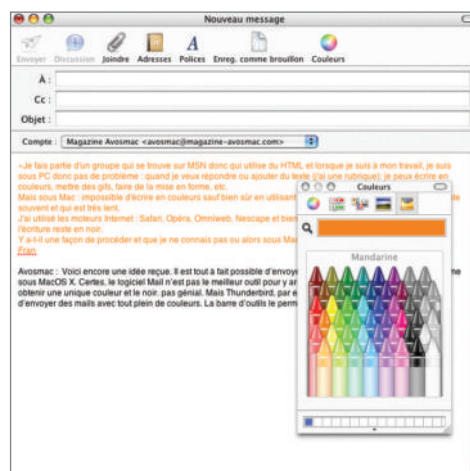 Nouveau message
Envoyer Discussion Joindre Adresses Polices Enreg. comme brouillon Couleurs
À :
Cc :
Objet :
Compte : Magazine Avosmac <avosmac@magazine-avosmac.com>
«Je fais partie d'un groupe qui se trouve sur MSN donc qui utilise du HTML et lorsque je suis à mon travail, je suis
sous PC donc pas de problème : quand je veux répondre ou ajouter du texte (j'ai une rubrique); je peux écrire en
couleurs, mettre des gifs, faire de la mise en forme, etc.
Mais sous Mac : impossible d'écrire en couleurs sauf bien sûr en utilisant
souvent et qui est très lent.
J'ai utilisé les moteurs Internet : Safari, Opéra, Omniweb, Nescape et bien
l'écriture reste en noir.
Y a-t-il une façon de procéder et que je ne connais pas ou alors sous Mac
Fran
Avosmac : Voici encore une idée reçue. Il est tout à fait possible d'envoye
me
sous MacOS X. Certes, le logiciel Mail n'est pas le meilleur outil pour y ar
obtenir une unique couleur et le noir. pas génial. Mais Thunderbird, par e
d'envoyer des mails avec tout plein de couleurs. La barre d'outils le perm
Couleurs
Mandarine